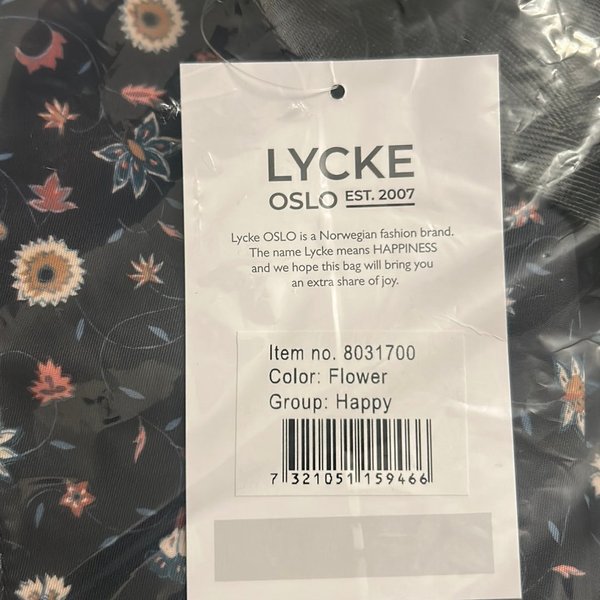 LYCKE
OSLO EST. 2007
Lycke OSLO is a Norwegian fashion brand.
The name Lycke means HAPPINESS
and we hope this bag will bring you
an extra share of joy.
Item no. 8031700
Color: Flower
Group: Happy
7 321051 159466